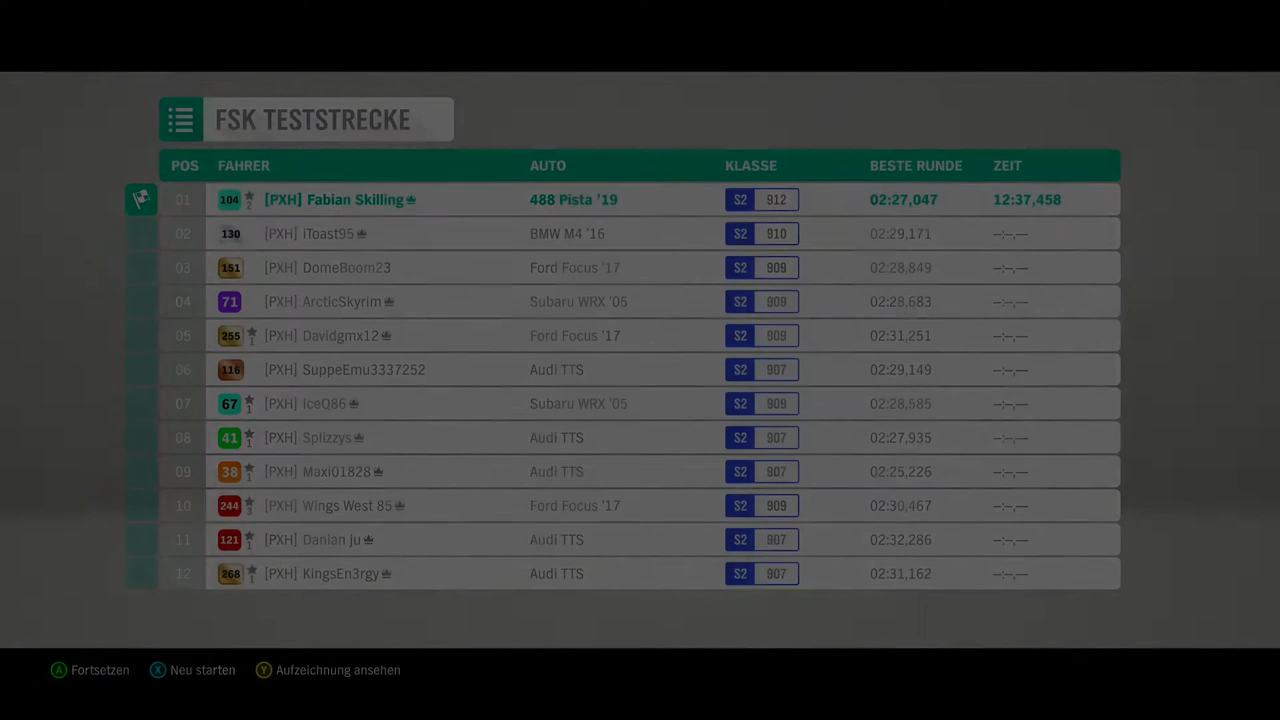 FSK TESTSTRECKE
POS FAHRER AUTO KLASSE BESTE RUNDE ZEIT
01 104 2 [PXH] Fabian Skilling 488 Pista '19 S2 912 02:27,047 12:37,458
02 130 [PXH] iToast95 BMW M4 '16 S2 910 02:29,171 --:--,---
03 151 [PXH] DomeBoom23 Ford Focus '17 S2 909 02:28,849 --:--,---
04 71 [PXH] ArcticSkyrim Subaru WRX '05 S2 909 02:28,683 --:--,---
05 255 1 [PXH] Davidgmx12 Ford Focus '17 S2 909 02:31,251 --:--,---
06 116 [PXH] SuppeEmu3337252 Audi TTS S2 907 02:29,149 --:--,---
07 67 1 [PXH] IceQ86 Subaru WRX '05 S2 909 02:28,585 --:--,---
08 41 1 [PXH] Splizzys Audi TTS S2 907 02:27,935 --:--,---
09 38 1 [PXH] Maxi01828 Audi TTS S2 907 02:25,226 --:--,---
10 244 3 [PXH] Wings West 85 Ford Focus '17 S2 909 02:30,467 --:--,---
11 121 1 [PXH] Danian ju Audi TTS S2 907 02:32,286 --:--,---
12 268 1 [PXH] KingsEn3rgy Audi TTS S2 907 02:31,162 --:--,---
A Fortsetzen X Neu starten Y Aufzeichnung ansehen